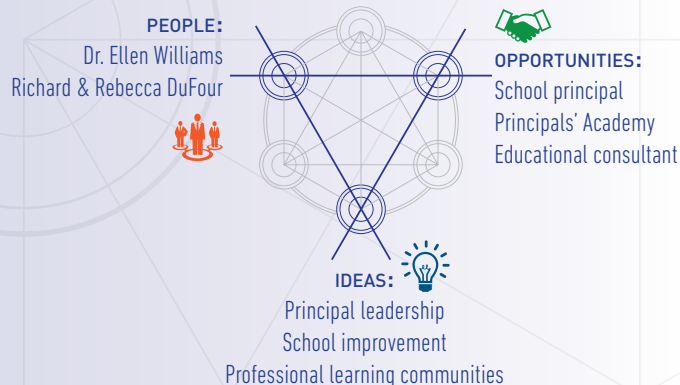 PEOPLE:
Dr. Ellen Williams
Richard & Rebecca DuFour
OPPORTUNITIES:
School principal
Principals' Academy
Educational consultant
IDEAS:
Principal leadership
School improvement
Professional learning communities